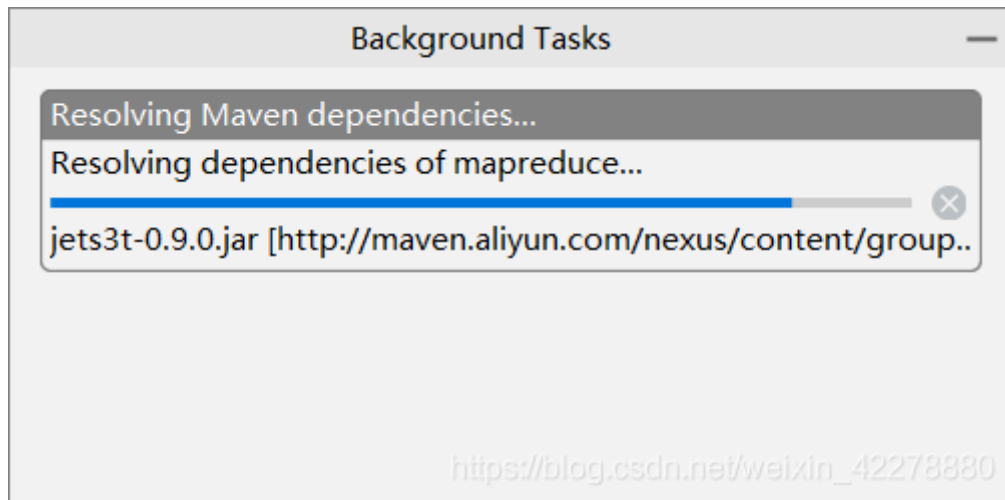 Background Tasks
Resolving Maven dependencies...
Resolving dependencies of mapreduce...
jets3t-0.9.0.jar [http://maven.aliyun.com/nexus/content/group..
https://blog.csdn.net/weixin_42278880